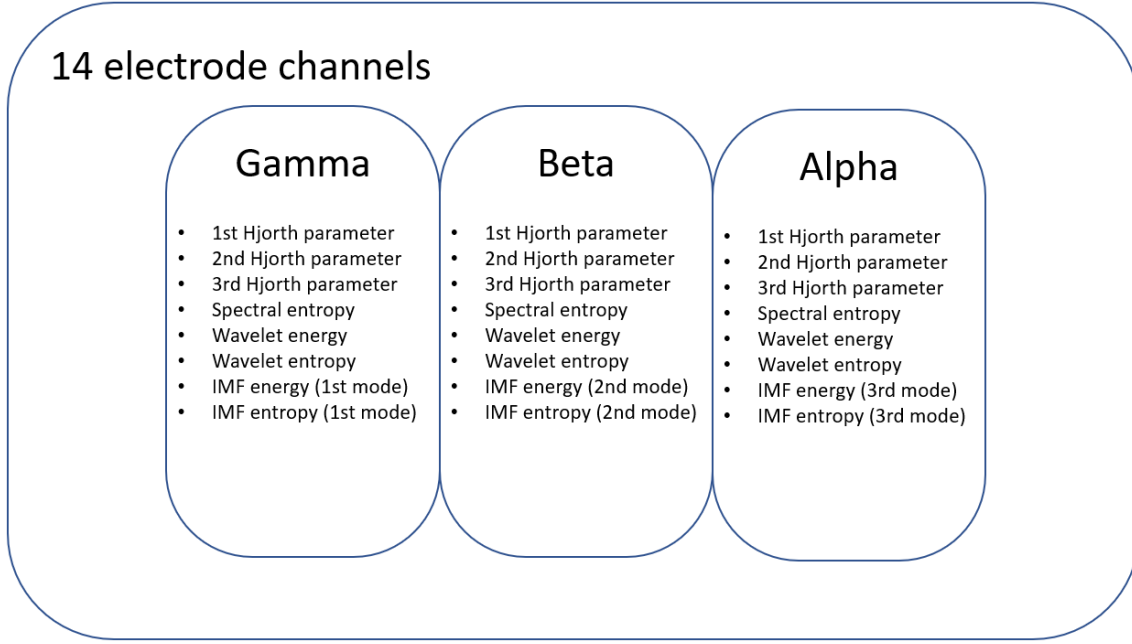 14 electrode channels
Gamma
• 1st Hjorth parameter
• 2nd Hjorth parameter
• 3rd Hjorth parameter
• Spectral entropy
• Wavelet energy
• Wavelet entropy
• IMF energy (1st mode)
• IMF entropy (1st mode)
Beta
• 1st Hjorth parameter
• 2nd Hjorth parameter
• 3rd Hjorth parameter
• Spectral entropy
• Wavelet energy
• Wavelet entropy
• IMF energy (2nd mode)
• IMF entropy (2nd mode)
Alpha
• 1st Hjorth parameter
• 2nd Hjorth parameter
• 3rd Hjorth parameter
• Spectral entropy
• Wavelet energy
• Wavelet entropy
• IMF energy (3rd mode)
• IMF entropy (3rd mode)